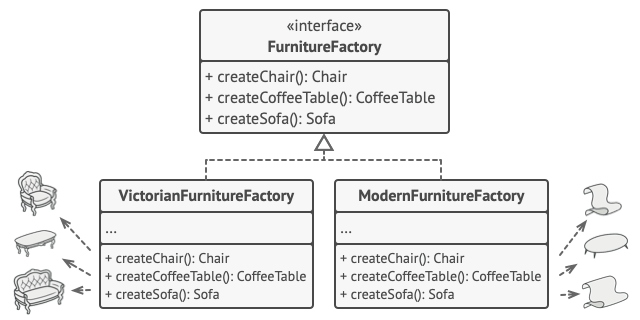 «interface»
FurnitureFactory
+ createChair(): Chair
+ createCoffeeTable(): CoffeeTable
+ createSofa(): Sofa
VictorianFurnitureFactory
...
+ createChair(): Chair
+ createCoffeeTable(): CoffeeTable
+ createSofa(): Sofa
ModernFurnitureFactory
...
+ createChair(): Chair
+ createCoffeeTable(): CoffeeTable
+ createSofa(): Sofa